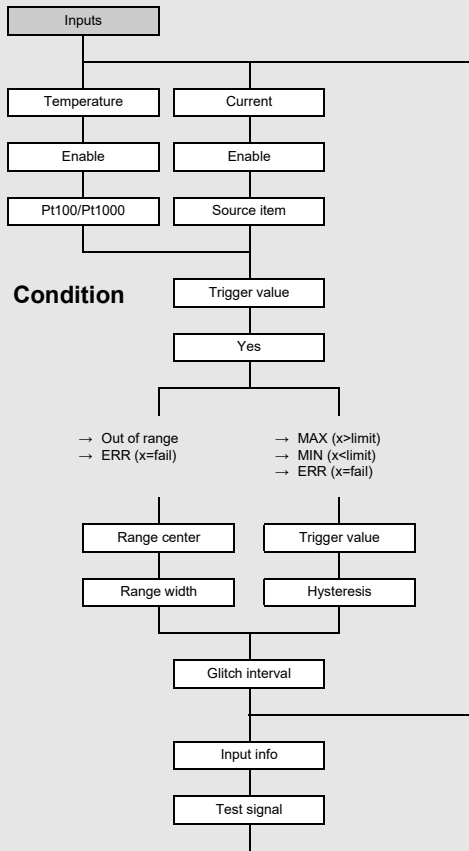 Inputs
Temperature
Current
Enable
Enable
Pt100/Pt1000
Source item
Condition
Trigger value
Yes
→ Out of range
→ ERR (x=fail)
→ MAX (x>limit)
→ MIN (x<limit)
→ ERR (x=fail)
Range center
Trigger value
Range width
Hysteresis
Glitch interval
Input info
Test signal